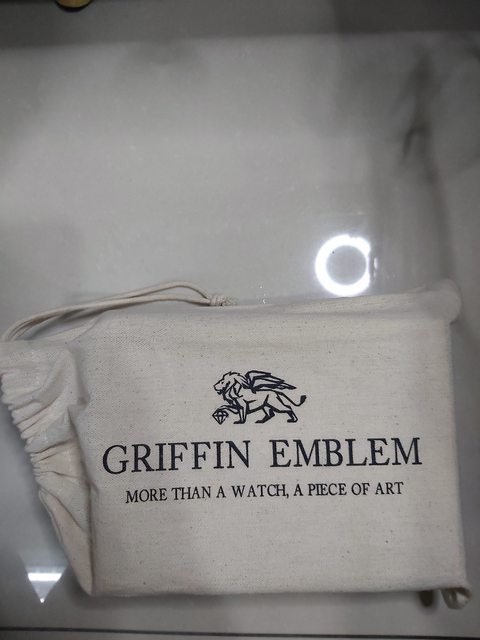 GRIFFIN EMBLEM
MORE THAN A WATCH, A PIECE OF ART